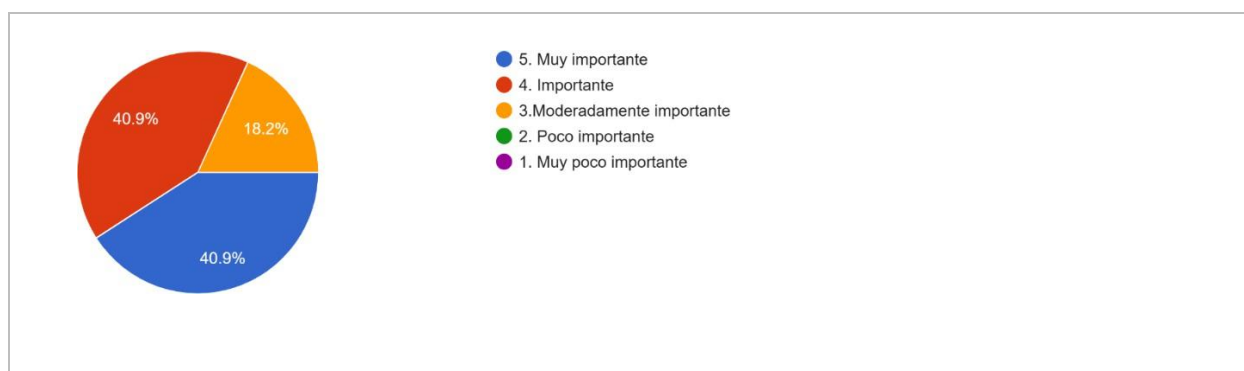 5. Muy importante
4. Importante
3.Moderadamente importante
2. Poco importante
1. Muy poco importante
40.9%
18.2%
40.9%